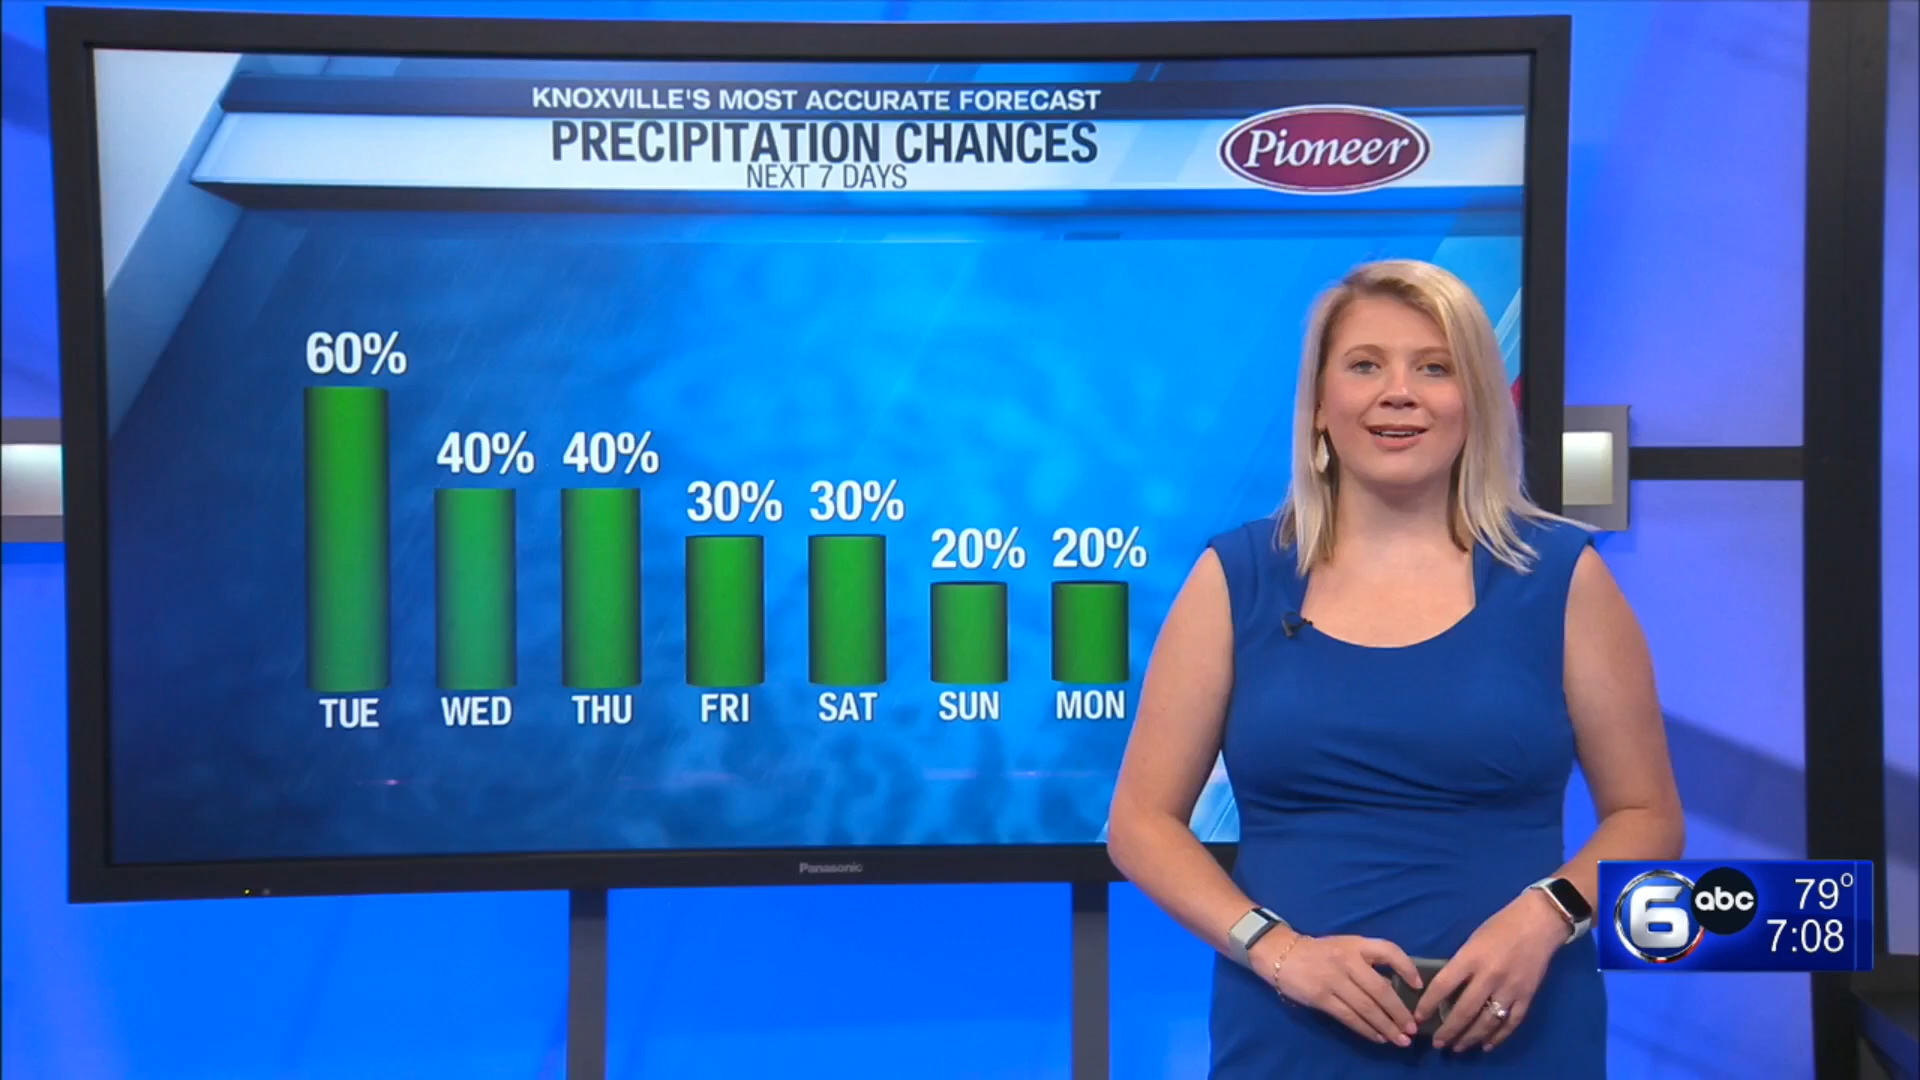 KNOXVILLE'S MOST ACCURATE FORECAST
PRECIPITATION CHANCES
NEXT 7 DAYS
Pioneer
60%
40%
40%
30%
30%
20%
20%
TUE
WED
THU
FRI
SAT
SUN
MON
Panasonic
6
abc
79°
7:08